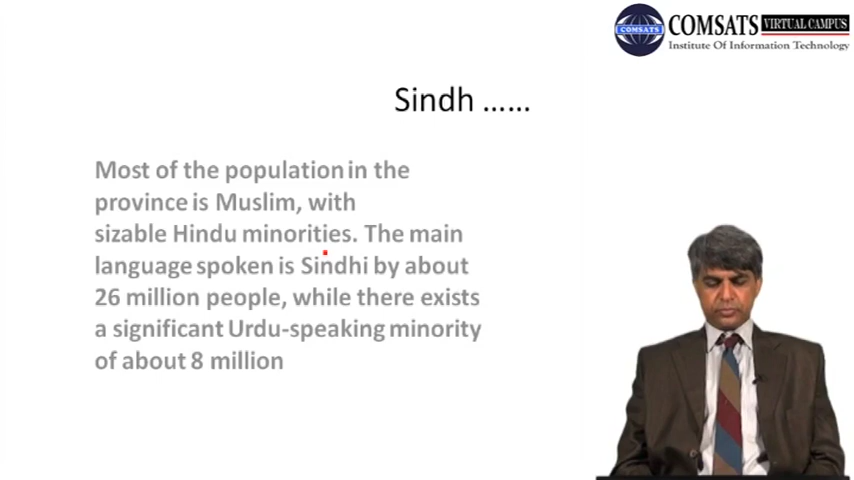 COMSATS VIRTUAL CAMPUS
COMSATS
Institute Of Information Technology
Sindh ......
Most of the population in the
province is Muslim, with
sizable Hindu minorities. The main
language spoken is Sindhi by about
26 million people, while there exists
a significant Urdu-speaking minority
of about 8 million